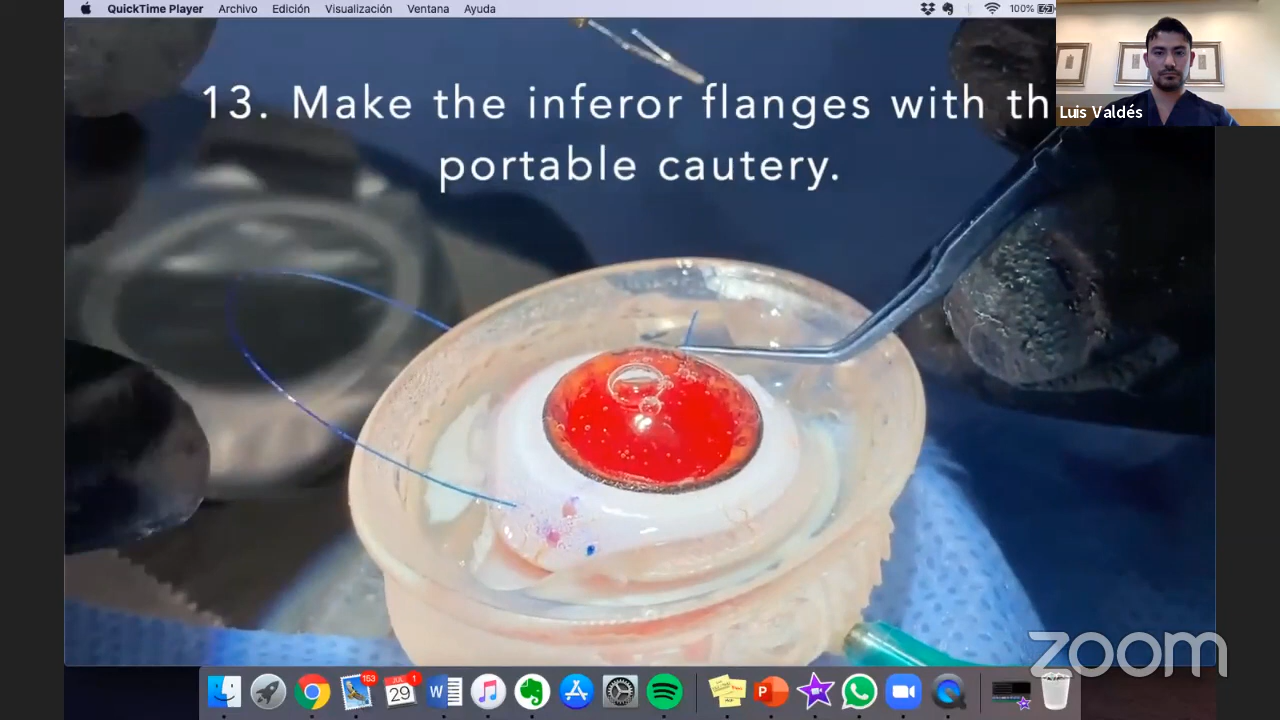 QuickTime Player Archivo Edición Visualización Ventana Ayuda 100%
13. Make the inferor flanges with th
portable cautery.
Luis Valdés
zoom
153
JUL 1
29
W
P